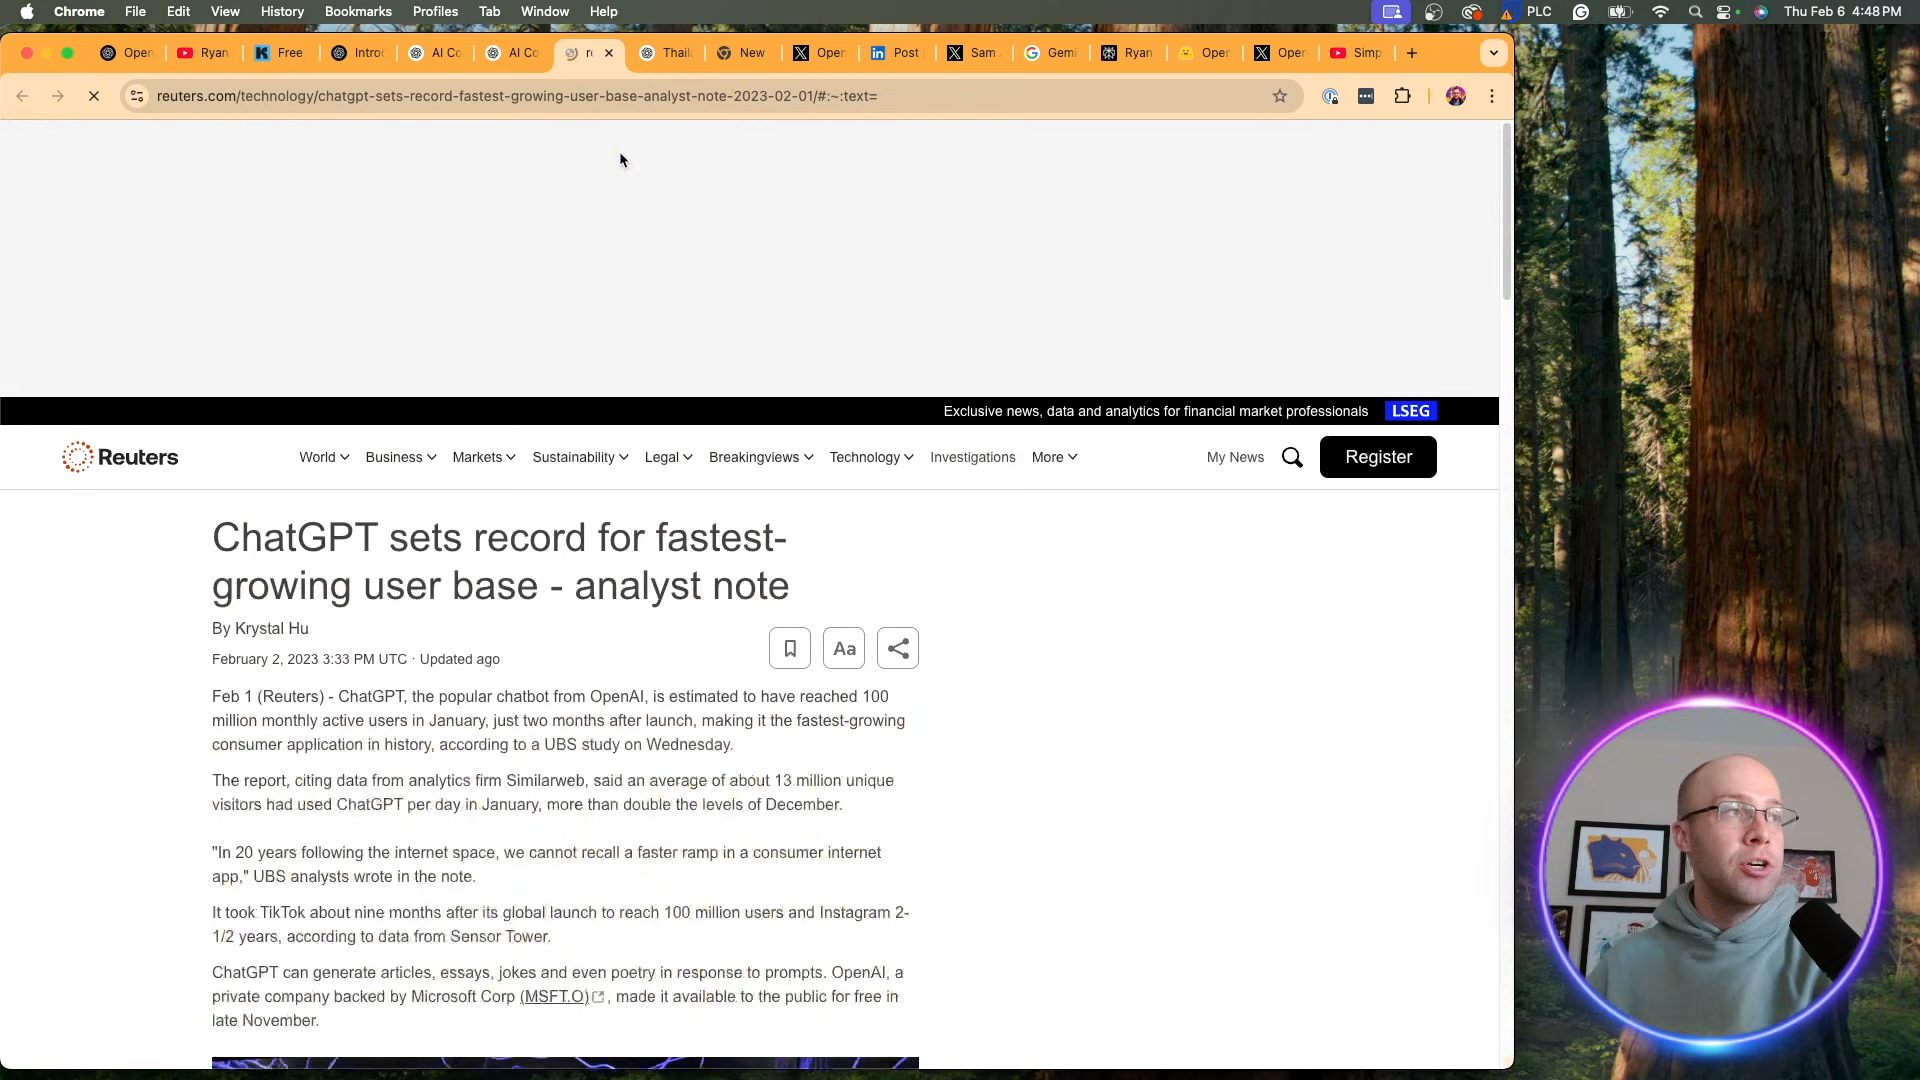 Chrome File Edit View History Bookmarks Profiles Tab Window Help PLC Thu Feb 6 4:48 PM
Open Ryan Free Intro AI Co AI Co re Thail New Open Post Sam Gemi Ryan Open Open Simp
reuters.com/technology/chatgpt-sets-record-fastest-growing-user-base-analyst-note-2023-02-01/#:~:text=
Exclusive news, data and analytics for financial market professionals LSEG
Reuters World Business Markets Sustainability Legal Breakingviews Technology Investigations More My News Register
ChatGPT sets record for fastest-
growing user base - analyst note
By Krystal Hu
February 2, 2023 3:33 PM UTC · Updated ago
Aa
Feb 1 (Reuters) - ChatGPT, the popular chatbot from OpenAI, is estimated to have reached 100
million monthly active users in January, just two months after launch, making it the fastest-growing
consumer application in history, according to a UBS study on Wednesday.
The report, citing data from analytics firm Similarweb, said an average of about 13 million unique
visitors had used ChatGPT per day in January, more than double the levels of December.
"In 20 years following the internet space, we cannot recall a faster ramp in a consumer internet
app," UBS analysts wrote in the note.
It took TikTok about nine months after its global launch to reach 100 million users and Instagram 2-
1/2 years, according to data from Sensor Tower.
ChatGPT can generate articles, essays, jokes and even poetry in response to prompts. OpenAI, a
private company backed by Microsoft Corp (MSFT.O), made it available to the public for free in
late November.